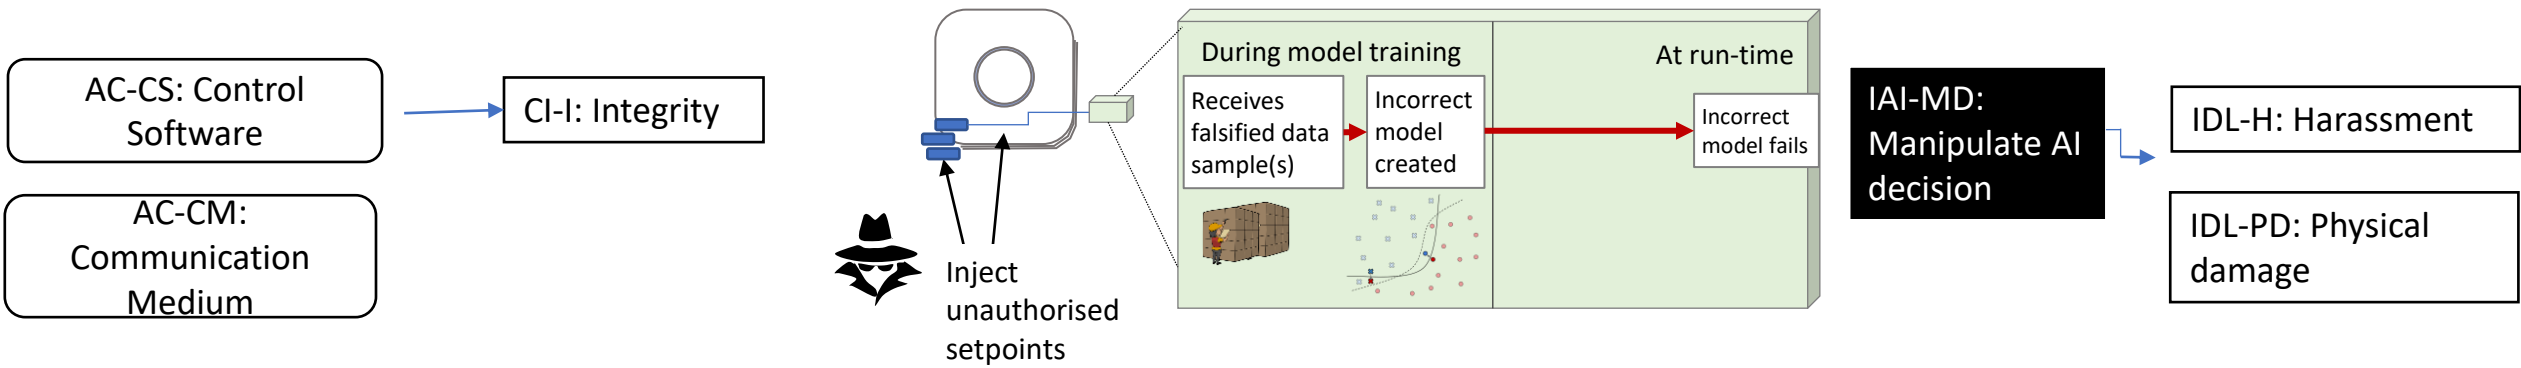 AC-CS: Control
Software
AC-CM:
Communication
Medium
CI-I: Integrity
Inject
unauthorised
setpoints
During model training
Receives
falsified data
sample(s)
Incorrect
model
created
At run-time
Incorrect
model fails
IAI-MD:
Manipulate AI
decision
IDL-H: Harassment
IDL-PD: Physical
damage